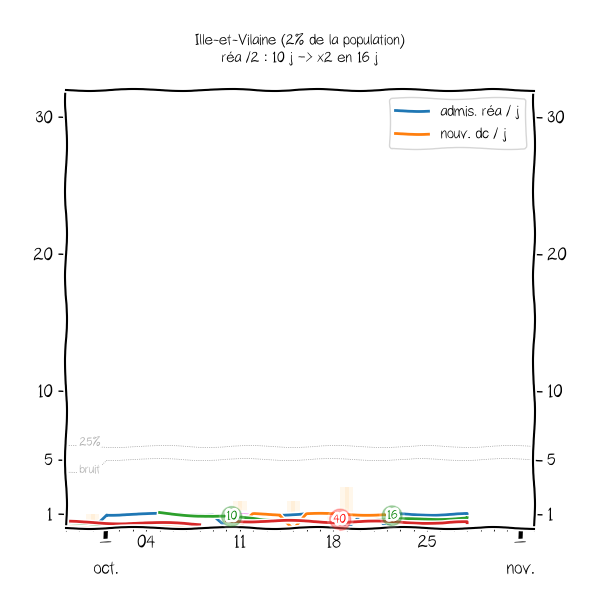 Ille-et-Vilaine (2% de la population)
réa /2 : 10 j -> x2 en 16 j
admis. réa / j
nouv. dc / j
30
30
20
20
10
10
25%
5
5
bruit
1
1
10
40
16
04
11
18
25
oct.
nov.